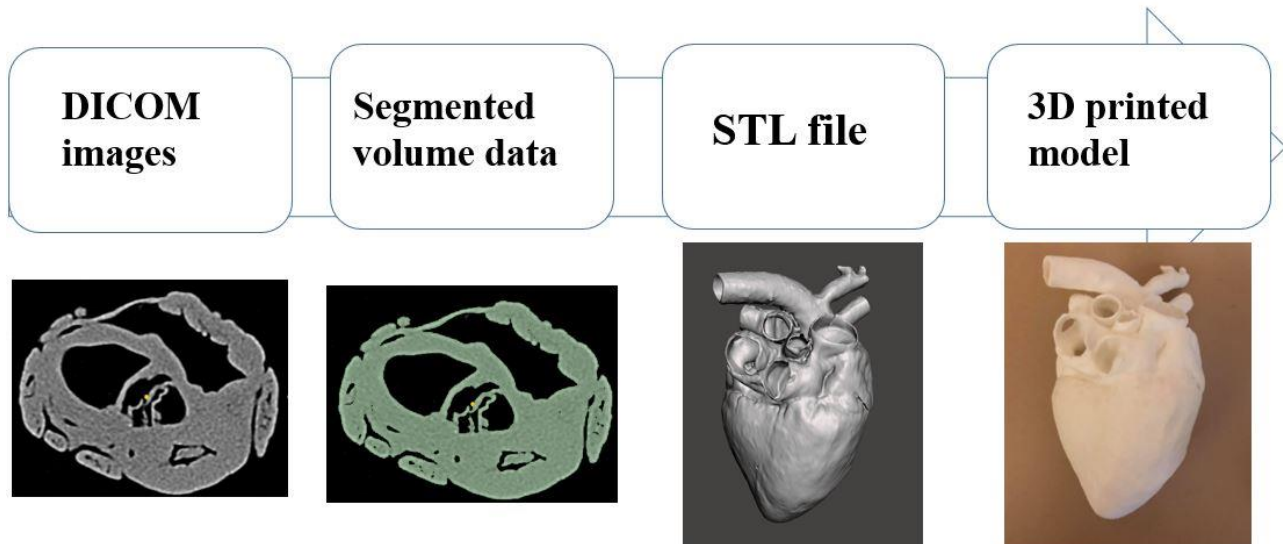 DICOM
images
Segmented
volume data
STL file
3D printed
model